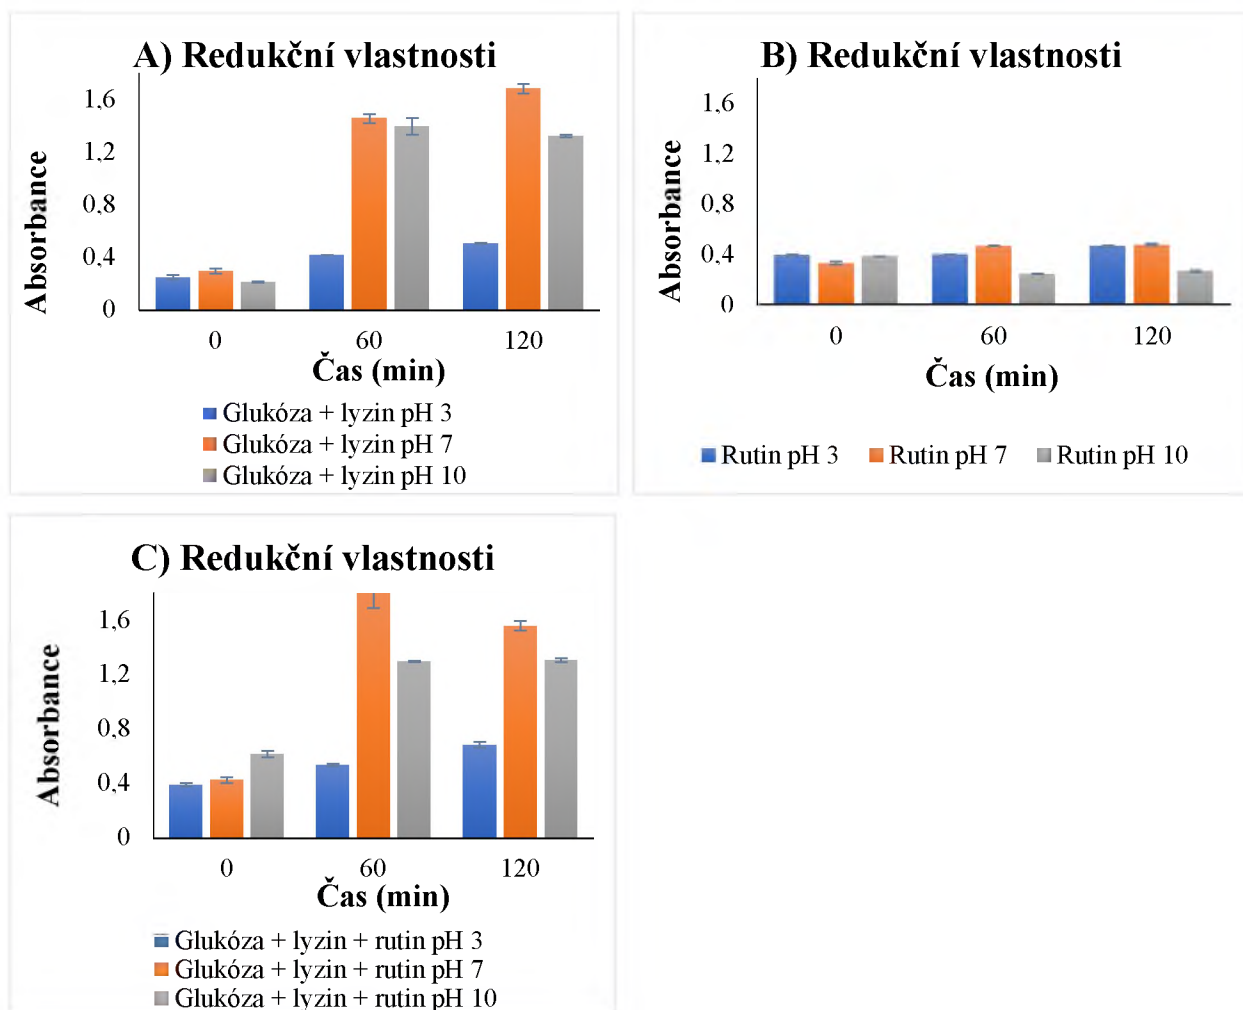 A) Redukční vlastnosti
Absorbance
1,6
1,2
0,8
0,4
0
0 60 120
Čas (min)
Glukóza + lyzin pH 3
Glukóza + lyzin pH 7
Glukóza + lyzin pH 10
B) Redukční vlastnosti
Absorbance
1,6
1,2
0,8
0,4
0
0 60 120
Čas (min)
Rutin pH 3 Rutin pH 7 Rutin pH 10
C) Redukční vlastnosti
Absorbance
1,6
1,2
0,8
0,4
0
0 60 120
Čas (min)
Glukóza + lyzin + rutin pH 3
Glukóza + lyzin + rutin pH 7
Glukóza + lyzin + rutin pH 10